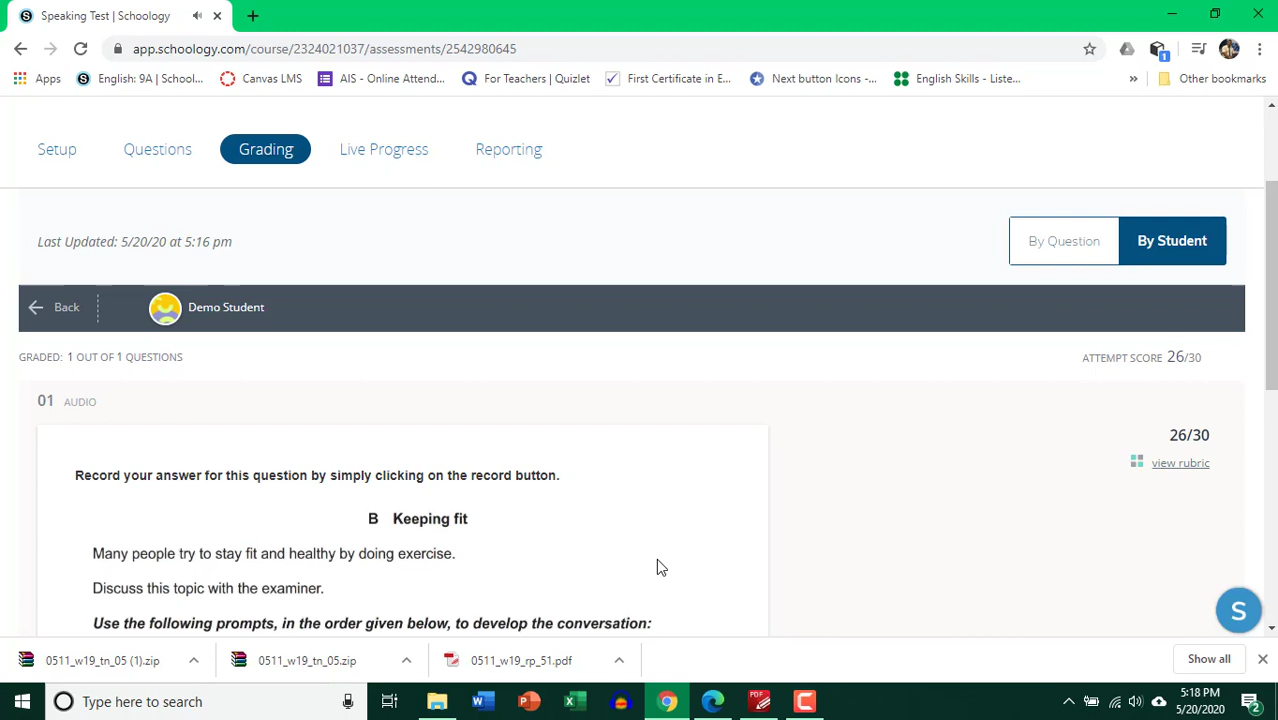 Speaking Test | Schoology
app.schoology.com/course/2324021037/assessments/2542980645
Apps
English: 9A | School...
Canvas LMS
AIS - Online Attend...
For Teachers | Quizlet
First Certificate in E...
Next button Icons -...
English Skills - Liste...
»
Other bookmarks
Setup
Questions
Grading
Live Progress
Reporting
Last Updated: 5/20/20 at 5:16 pm
By Question
By Student
Back
Demo Student
GRADED: 1 OUT OF 1 QUESTIONS
ATTEMPT SCORE 26/30
01 AUDIO
26/30
view rubric
Record your answer for this question by simply clicking on the record button.
B Keeping fit
Many people try to stay fit and healthy by doing exercise.
Discuss this topic with the examiner.
Use the following prompts, in the order given below, to develop the conversation:
S
0511_w19_tn_05 (1).zip
0511_w19_tn_05.zip
0511_w19_rp_51.pdf
Show all
Type here to search
5:18 PM
5/20/2020
2